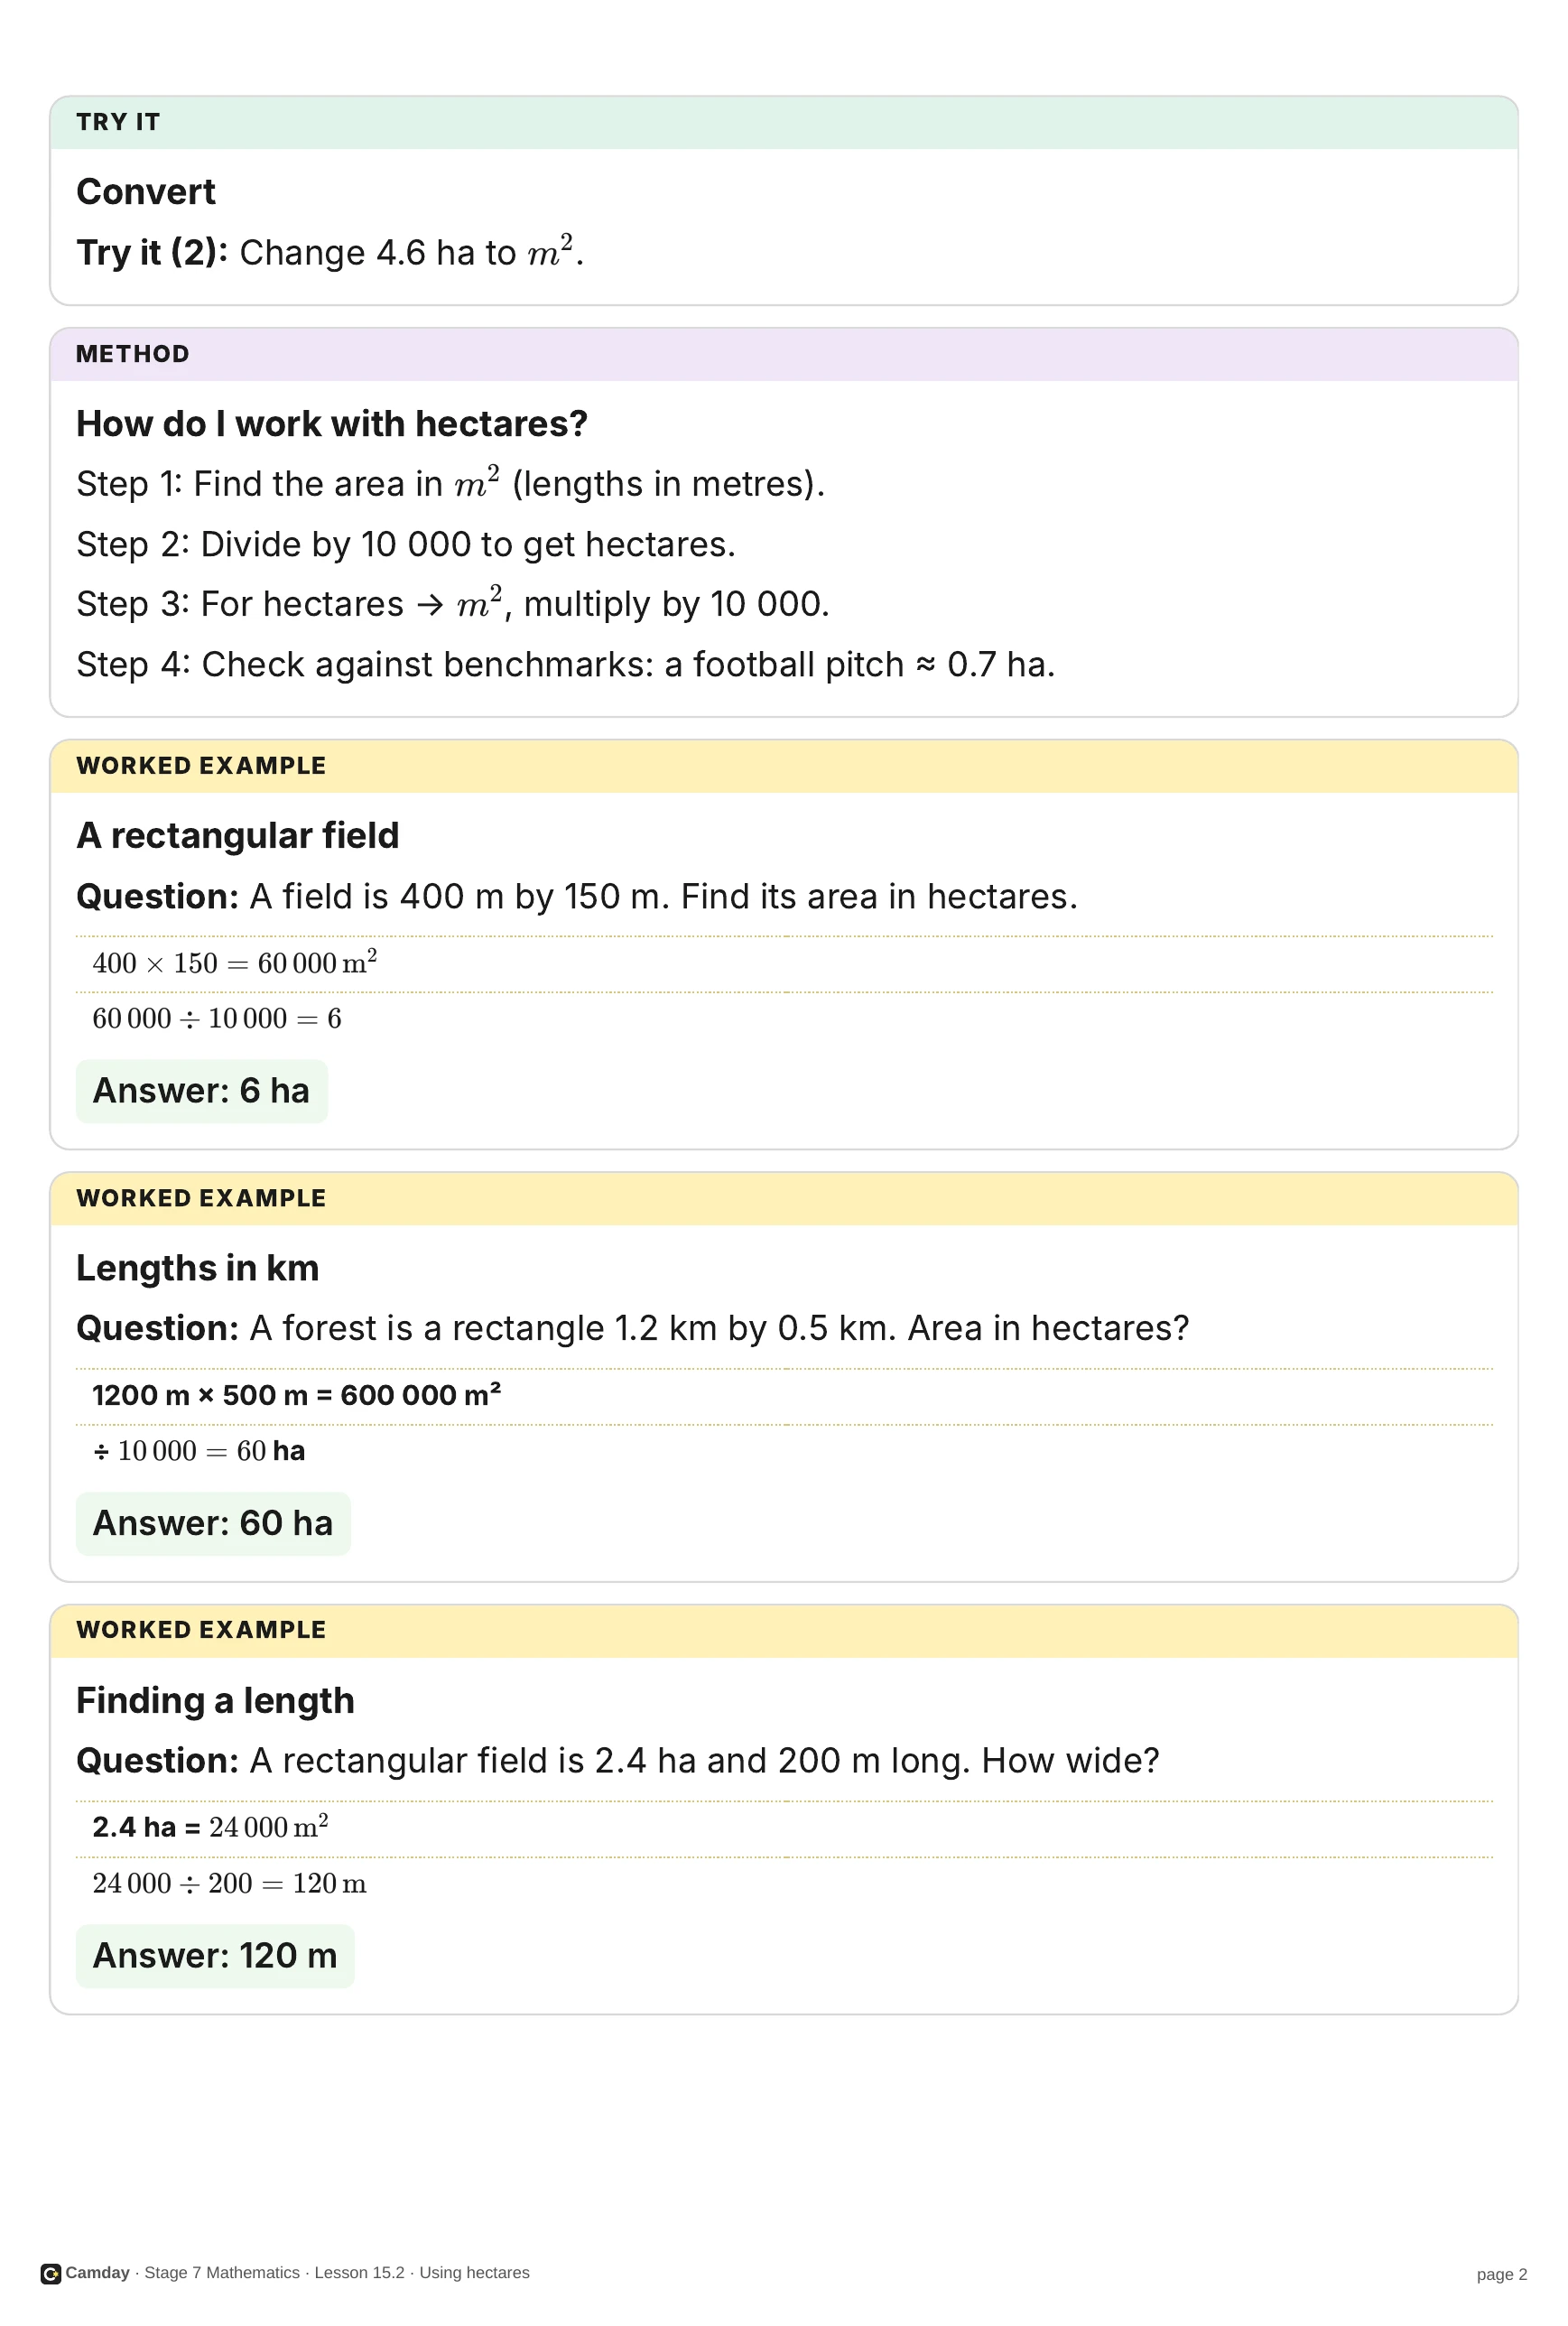 TRY IT
Convert
Try it (2): Change 4.6 ha to m².
METHOD
How do I work with hectares?
Step 1: Find the area in m² (lengths in metres).
Step 2: Divide by 10 000 to get hectares.
Step 3: For hectares → m², multiply by 10 000.
Step 4: Check against benchmarks: a football pitch ≈ 0.7 ha.
WORKED EXAMPLE
A rectangular field
Question: A field is 400 m by 150 m. Find its area in hectares.
400 × 150 = 60 000 m²
60 000 ÷ 10 000 = 6
Answer: 6 ha
WORKED EXAMPLE
Lengths in km
Question: A forest is a rectangle 1.2 km by 0.5 km. Area in hectares?
1200 m × 500 m = 600 000 m²
÷ 10 000 = 60 ha
Answer: 60 ha
WORKED EXAMPLE
Finding a length
Question: A rectangular field is 2.4 ha and 200 m long. How wide?
2.4 ha = 24 000 m²
24 000 ÷ 200 = 120 m
Answer: 120 m
Camday · Stage 7 Mathematics · Lesson 15.2 · Using hectares
page 2